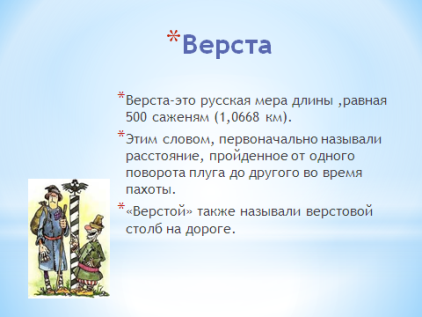 *Верста
*Верста-это русская мера длины ,равная
500 саженям (1,0668 км).
*Этим словом, первоначально называли
расстояние, пройденное от одного
поворота плуга до другого во время
пахоты.
*«Верстой» также называли верстовой
столб на дороге.